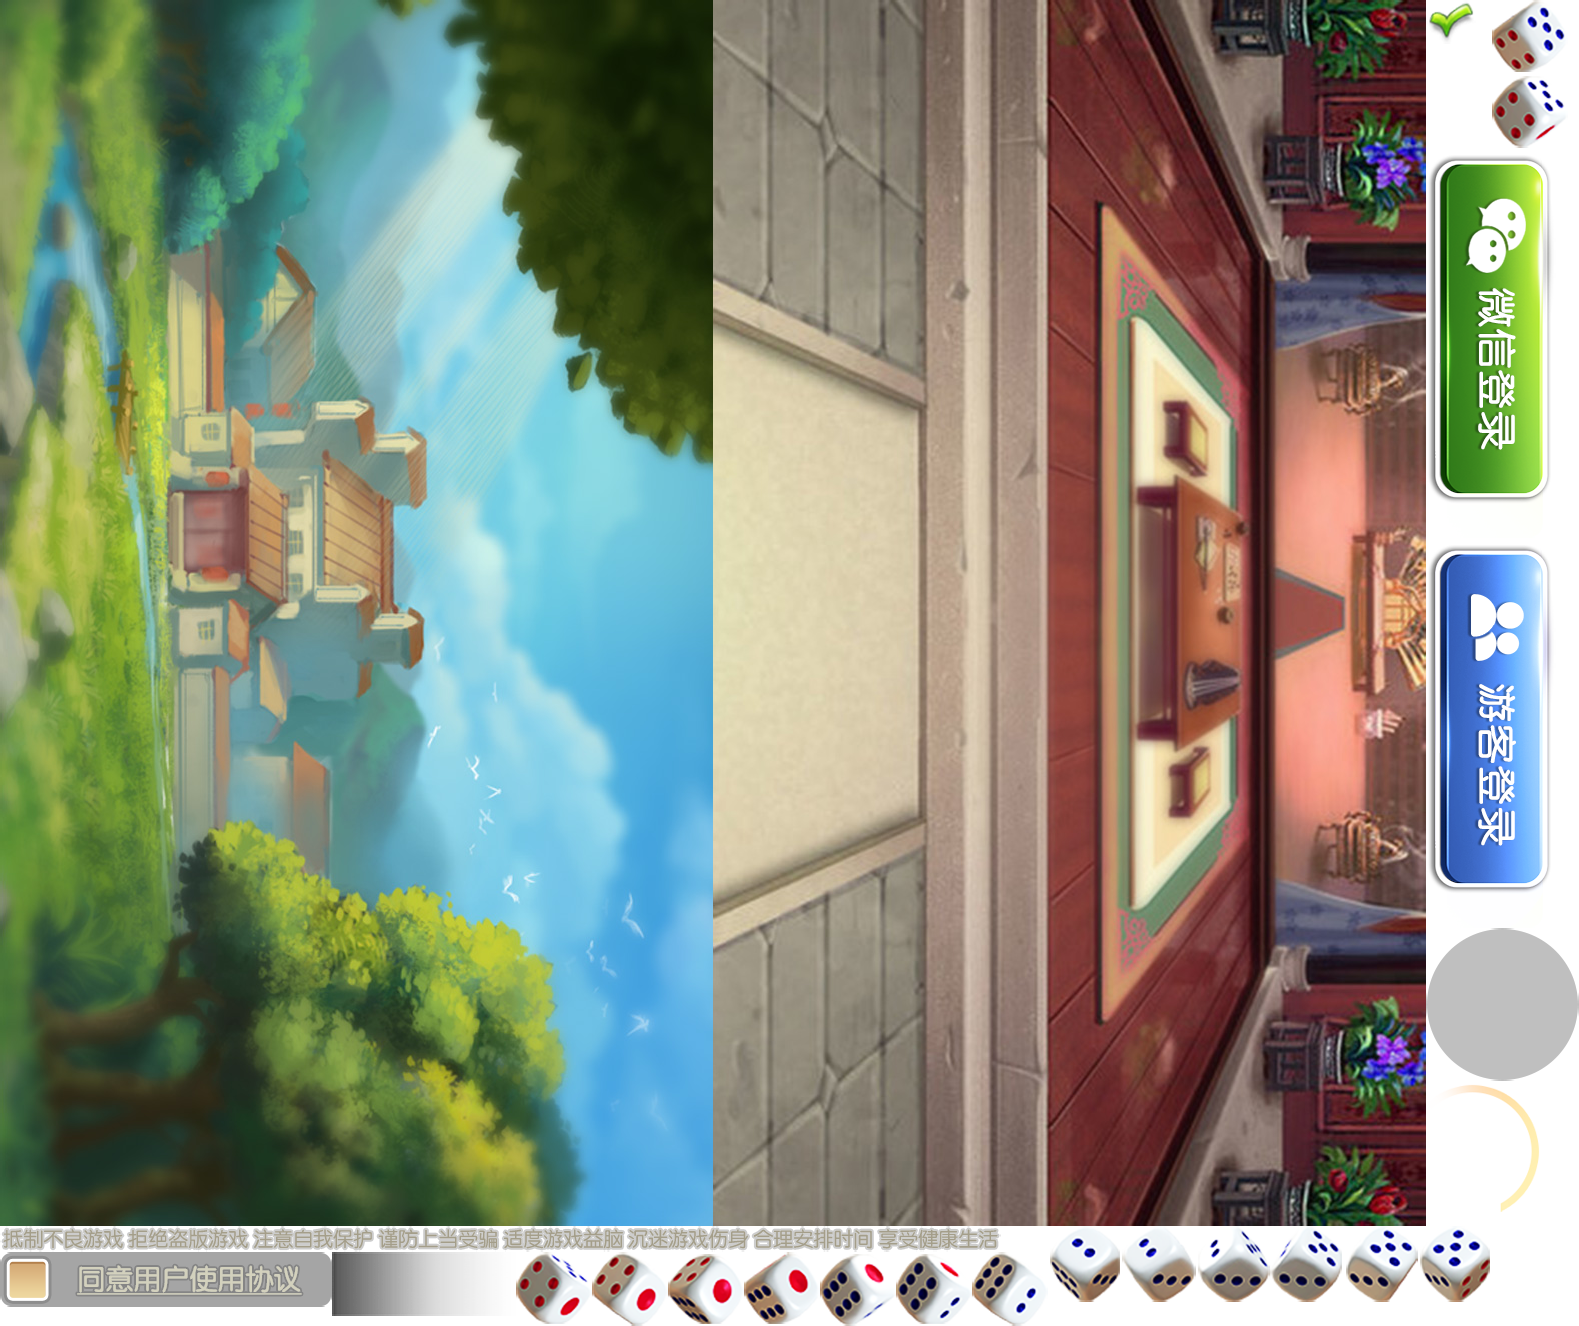 微信登录
游客登录
抵制不良游戏 拒绝盗版游戏 注意自我保护 谨防上当受骗 适度游戏益脑 沉迷游戏伤身 合理安排时间 享受健康生活
同意用户使用协议